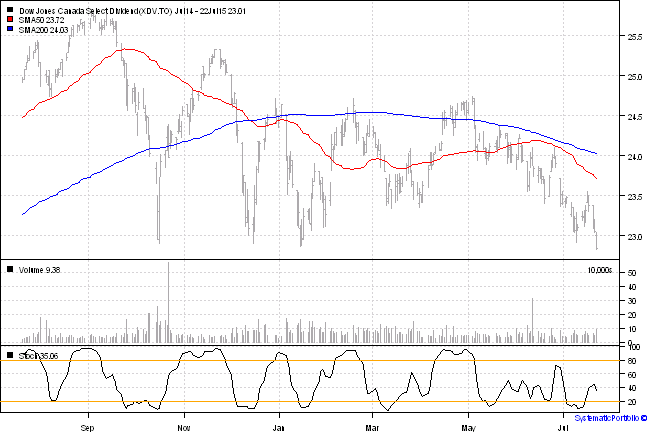 Dow Jones Canada Select Dividend(XDV.TO) Jul14 - 22Jul15 23.01
SMA50 23.72
SMA200 24.03
25.5
25.0
24.5
24.0
23.5
23.0
Volume 9.38
10,000s
50
40
30
20
10
0
Stoch 35.06
100
80
60
40
20
Sep
Nov
Jan
Mar
May
Jul
SystematicPortfolio ©